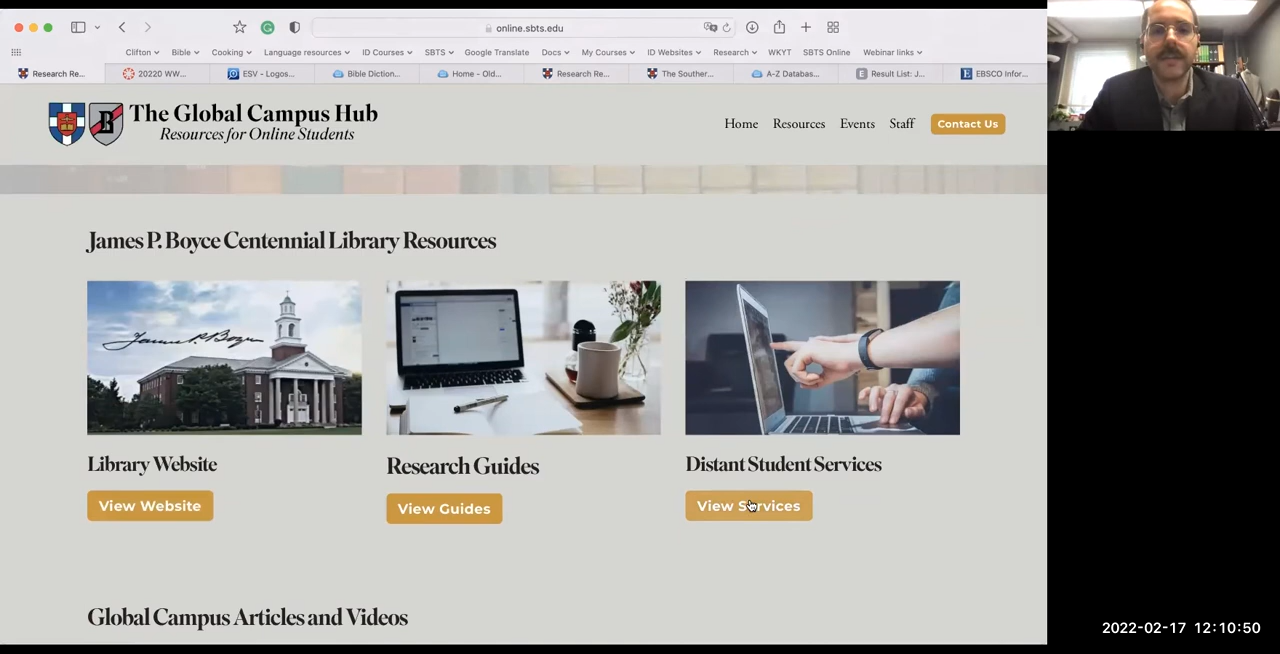 online.sbts.edu
Clifton Bible Cooking Language resources ID Courses SBTS Google Translate Docs My Courses ID Websites Research WKYT SBTS Online Webinar links
Research Re... 20220 WW... ESV - Logos... Bible Diction... Home - Old... Research Re... The Souther... A-Z Databas... Result List: J... EBSCO Infor...
The Global Campus Hub
Resources for Online Students
Home Resources Events Staff Contact Us
James P. Boyce Centennial Library Resources
James P. Boyce
Library Website Research Guides Distant Student Services
View Website View Guides View Services
Global Campus Articles and Videos
2022-02-17 12:10:50